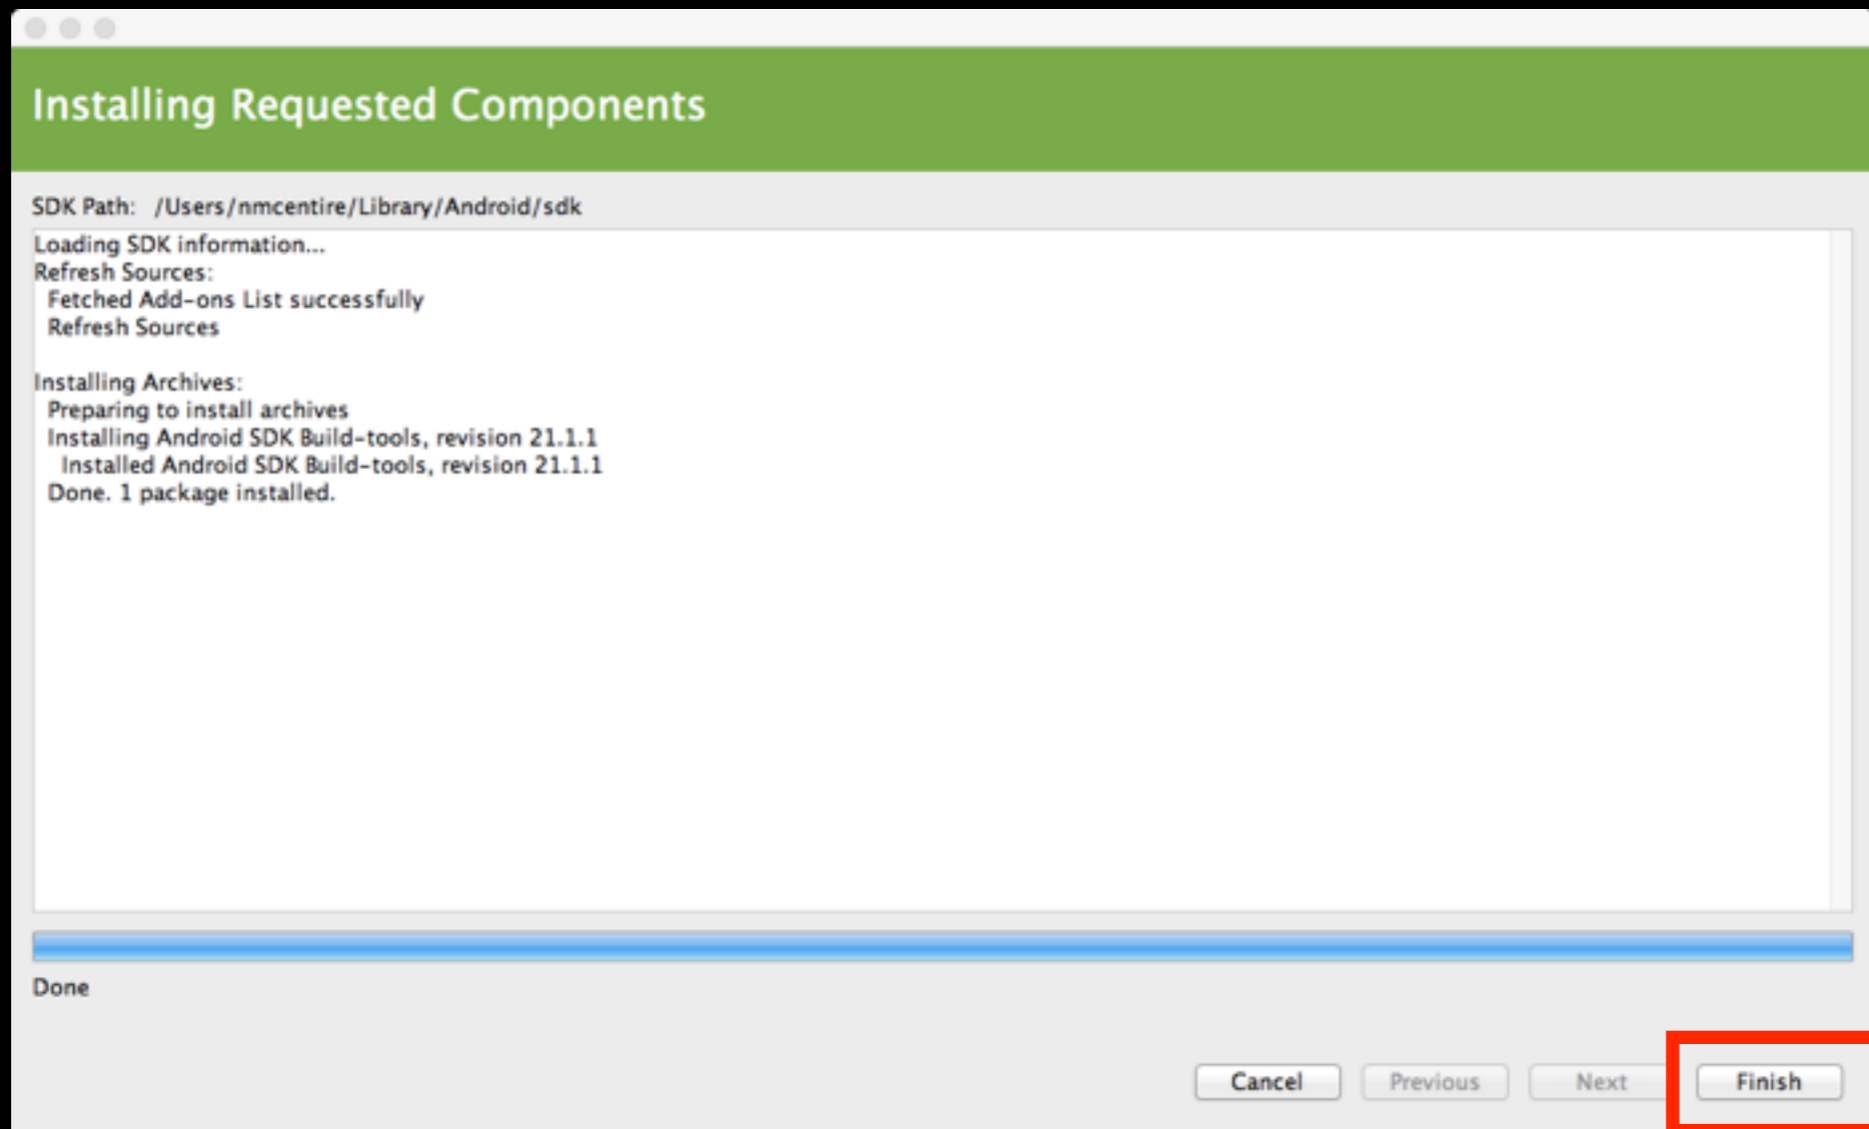 Installing Requested Components
SDK Path: /Users/nmcentire/Library/Android/sdk
Loading SDK information...
Refresh Sources:
Fetched Add-ons List successfully
Refresh Sources
Installing Archives:
Preparing to install archives
Installing Android SDK Build-tools, revision 21.1.1
Installed Android SDK Build-tools, revision 21.1.1
Done. 1 package installed.
Done
Cancel Previous Next Finish